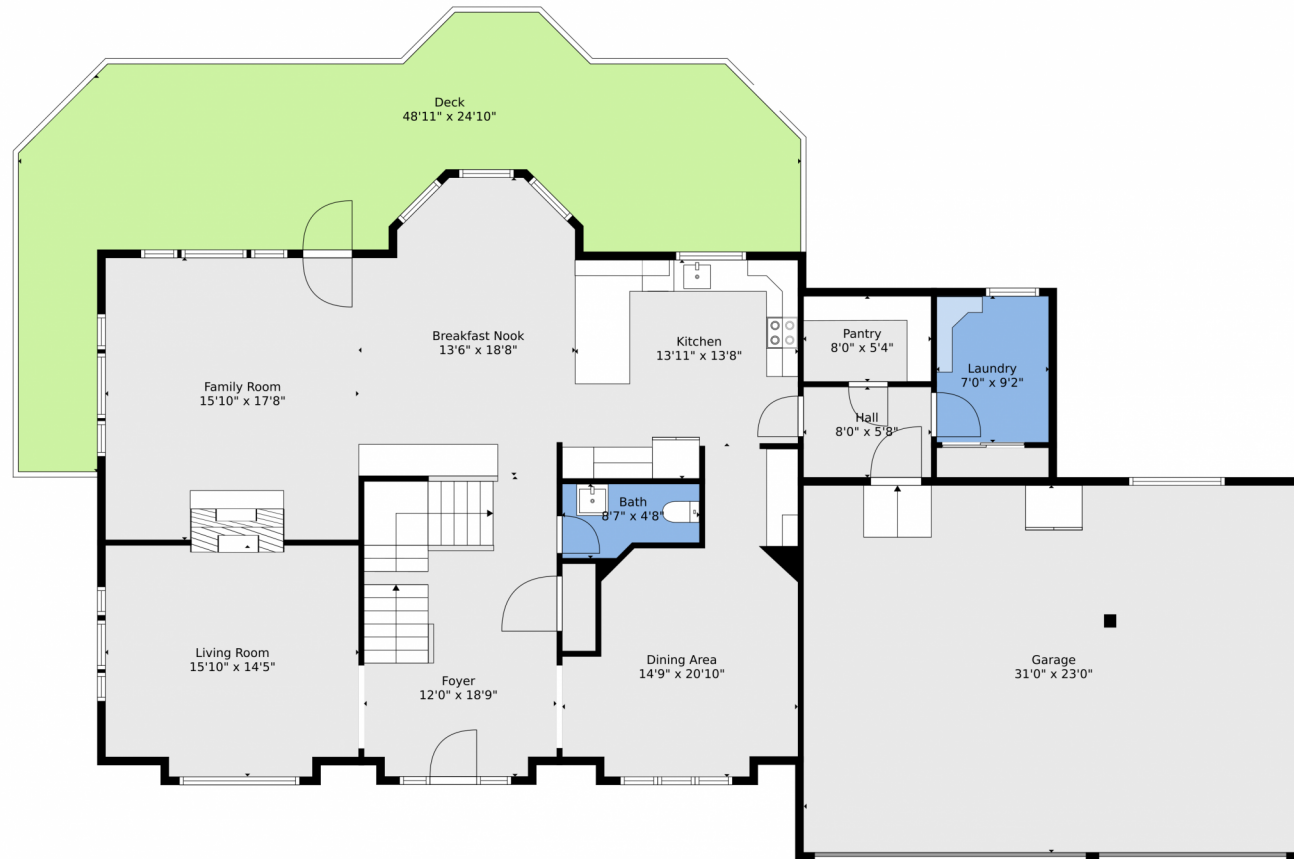 Deck
48'11" x 24'10"
Breakfast Nook
13'6" x 18'8"
Kitchen
13'11" x 13'8"
Pantry
8'0" x 5'4"
Laundry
7'0" x 9'2"
Family Room
15'10" x 17'8"
Hall
8'0" x 5'8"
Bath
8'7" x 4'8"
Living Room
15'10" x 14'5"
Foyer
12'0" x 18'9"
Dining Area
14'9" x 20'10"
Garage
31'0" x 23'0"